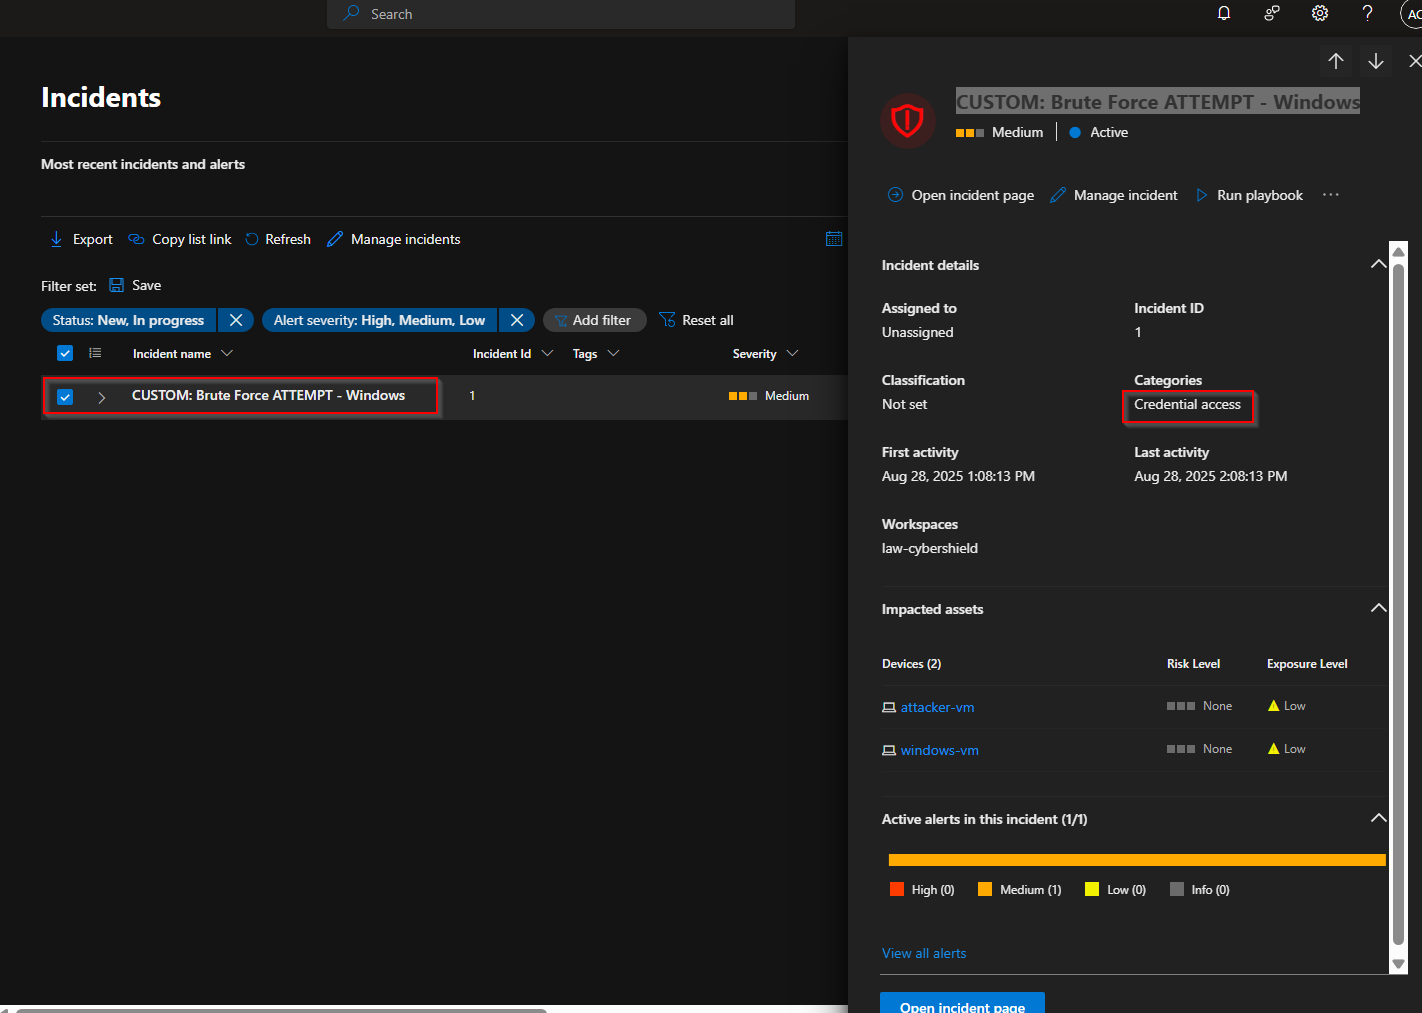 Search
AC
Incidents
Most recent incidents and alerts
Export Copy list link Refresh Manage incidents
Filter set: Save
Status: New, In progress Alert severity: High, Medium, Low Add filter Reset all
Incident name Incident Id Tags Severity
CUSTOM: Brute Force ATTEMPT - Windows 1 Medium
CUSTOM: Brute Force ATTEMPT - Windows
Medium Active
Open incident page Manage incident Run playbook ...
Incident details
Assigned to Incident ID
Unassigned 1
Classification Categories
Not set Credential access
First activity Last activity
Aug 28, 2025 1:08:13 PM Aug 28, 2025 2:08:13 PM
Workspaces
law-cybershield
Impacted assets
Devices (2) Risk Level Exposure Level
attacker-vm None Low
windows-vm None Low
Active alerts in this incident (1/1)
High (0) Medium (1) Low (0) Info (0)
View all alerts
Open incident page